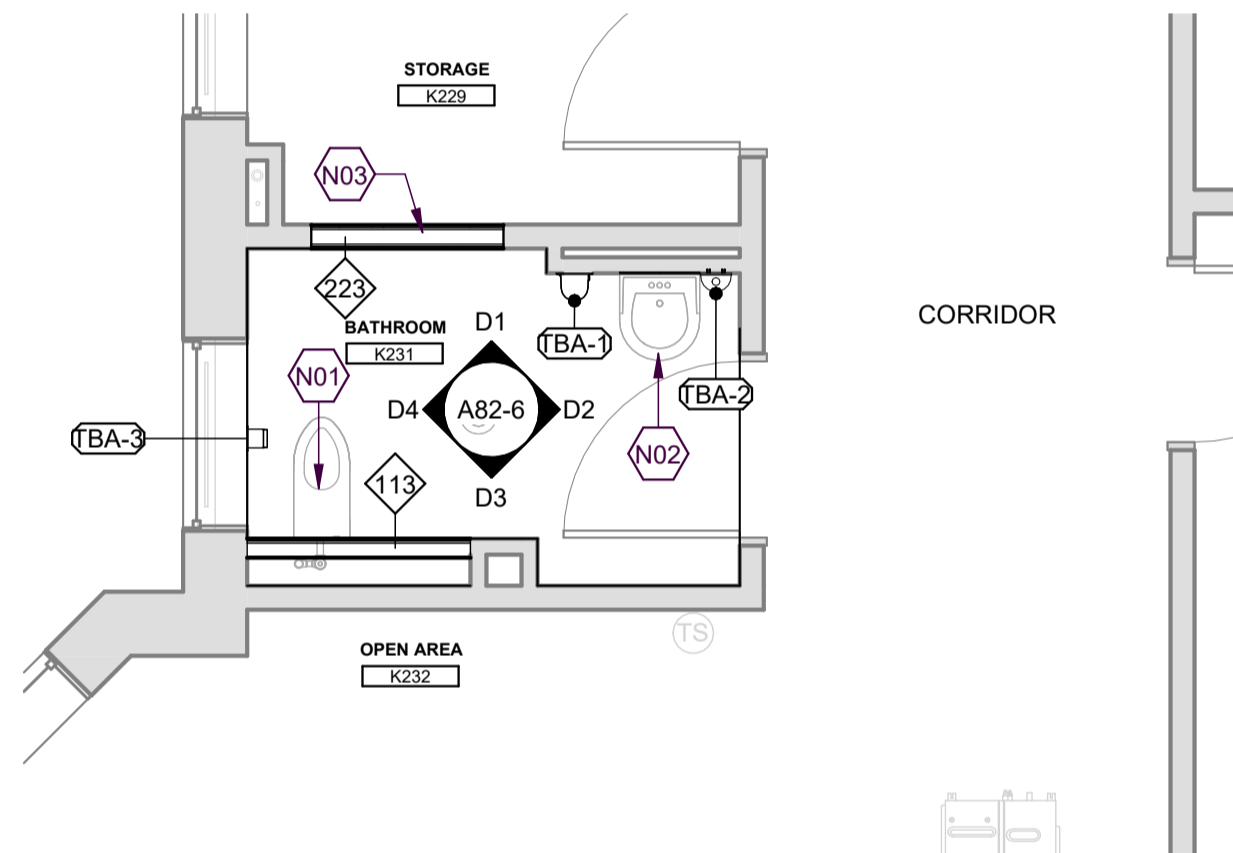 STORAGE
K229
N03
223
BATHROOM
K231
D1
TBA-1
CORRIDOR
N01
D4
A82-6
D2
TBA-2
TBA-3
N02
113
D3
TS
OPEN AREA
K232